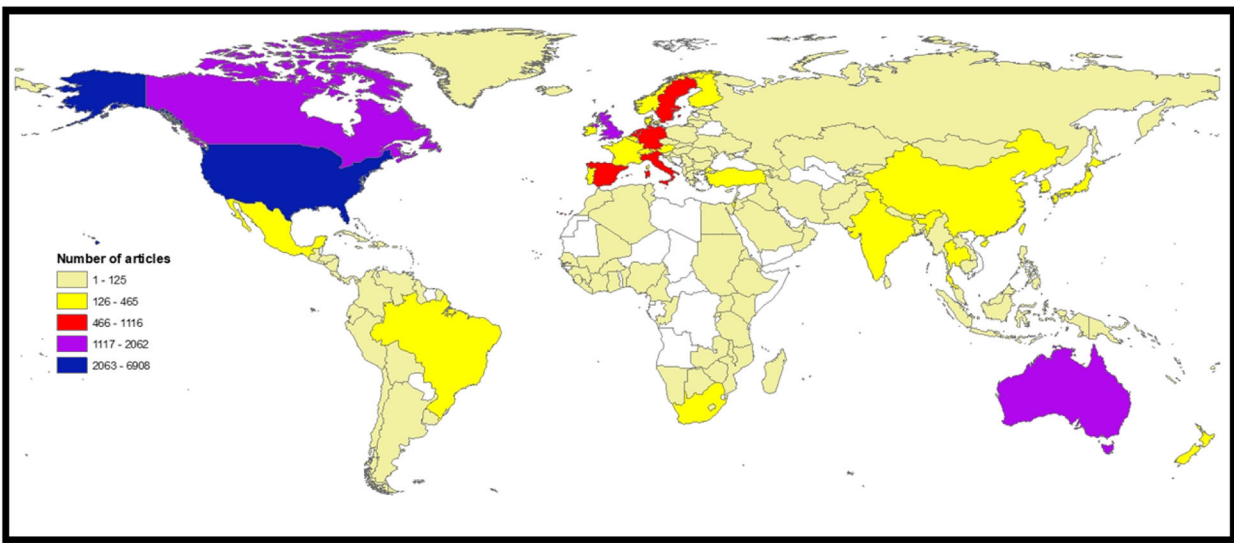 Number of articles
1 - 125
126 - 465
466 - 1116
1117 - 2062
2063 - 6908